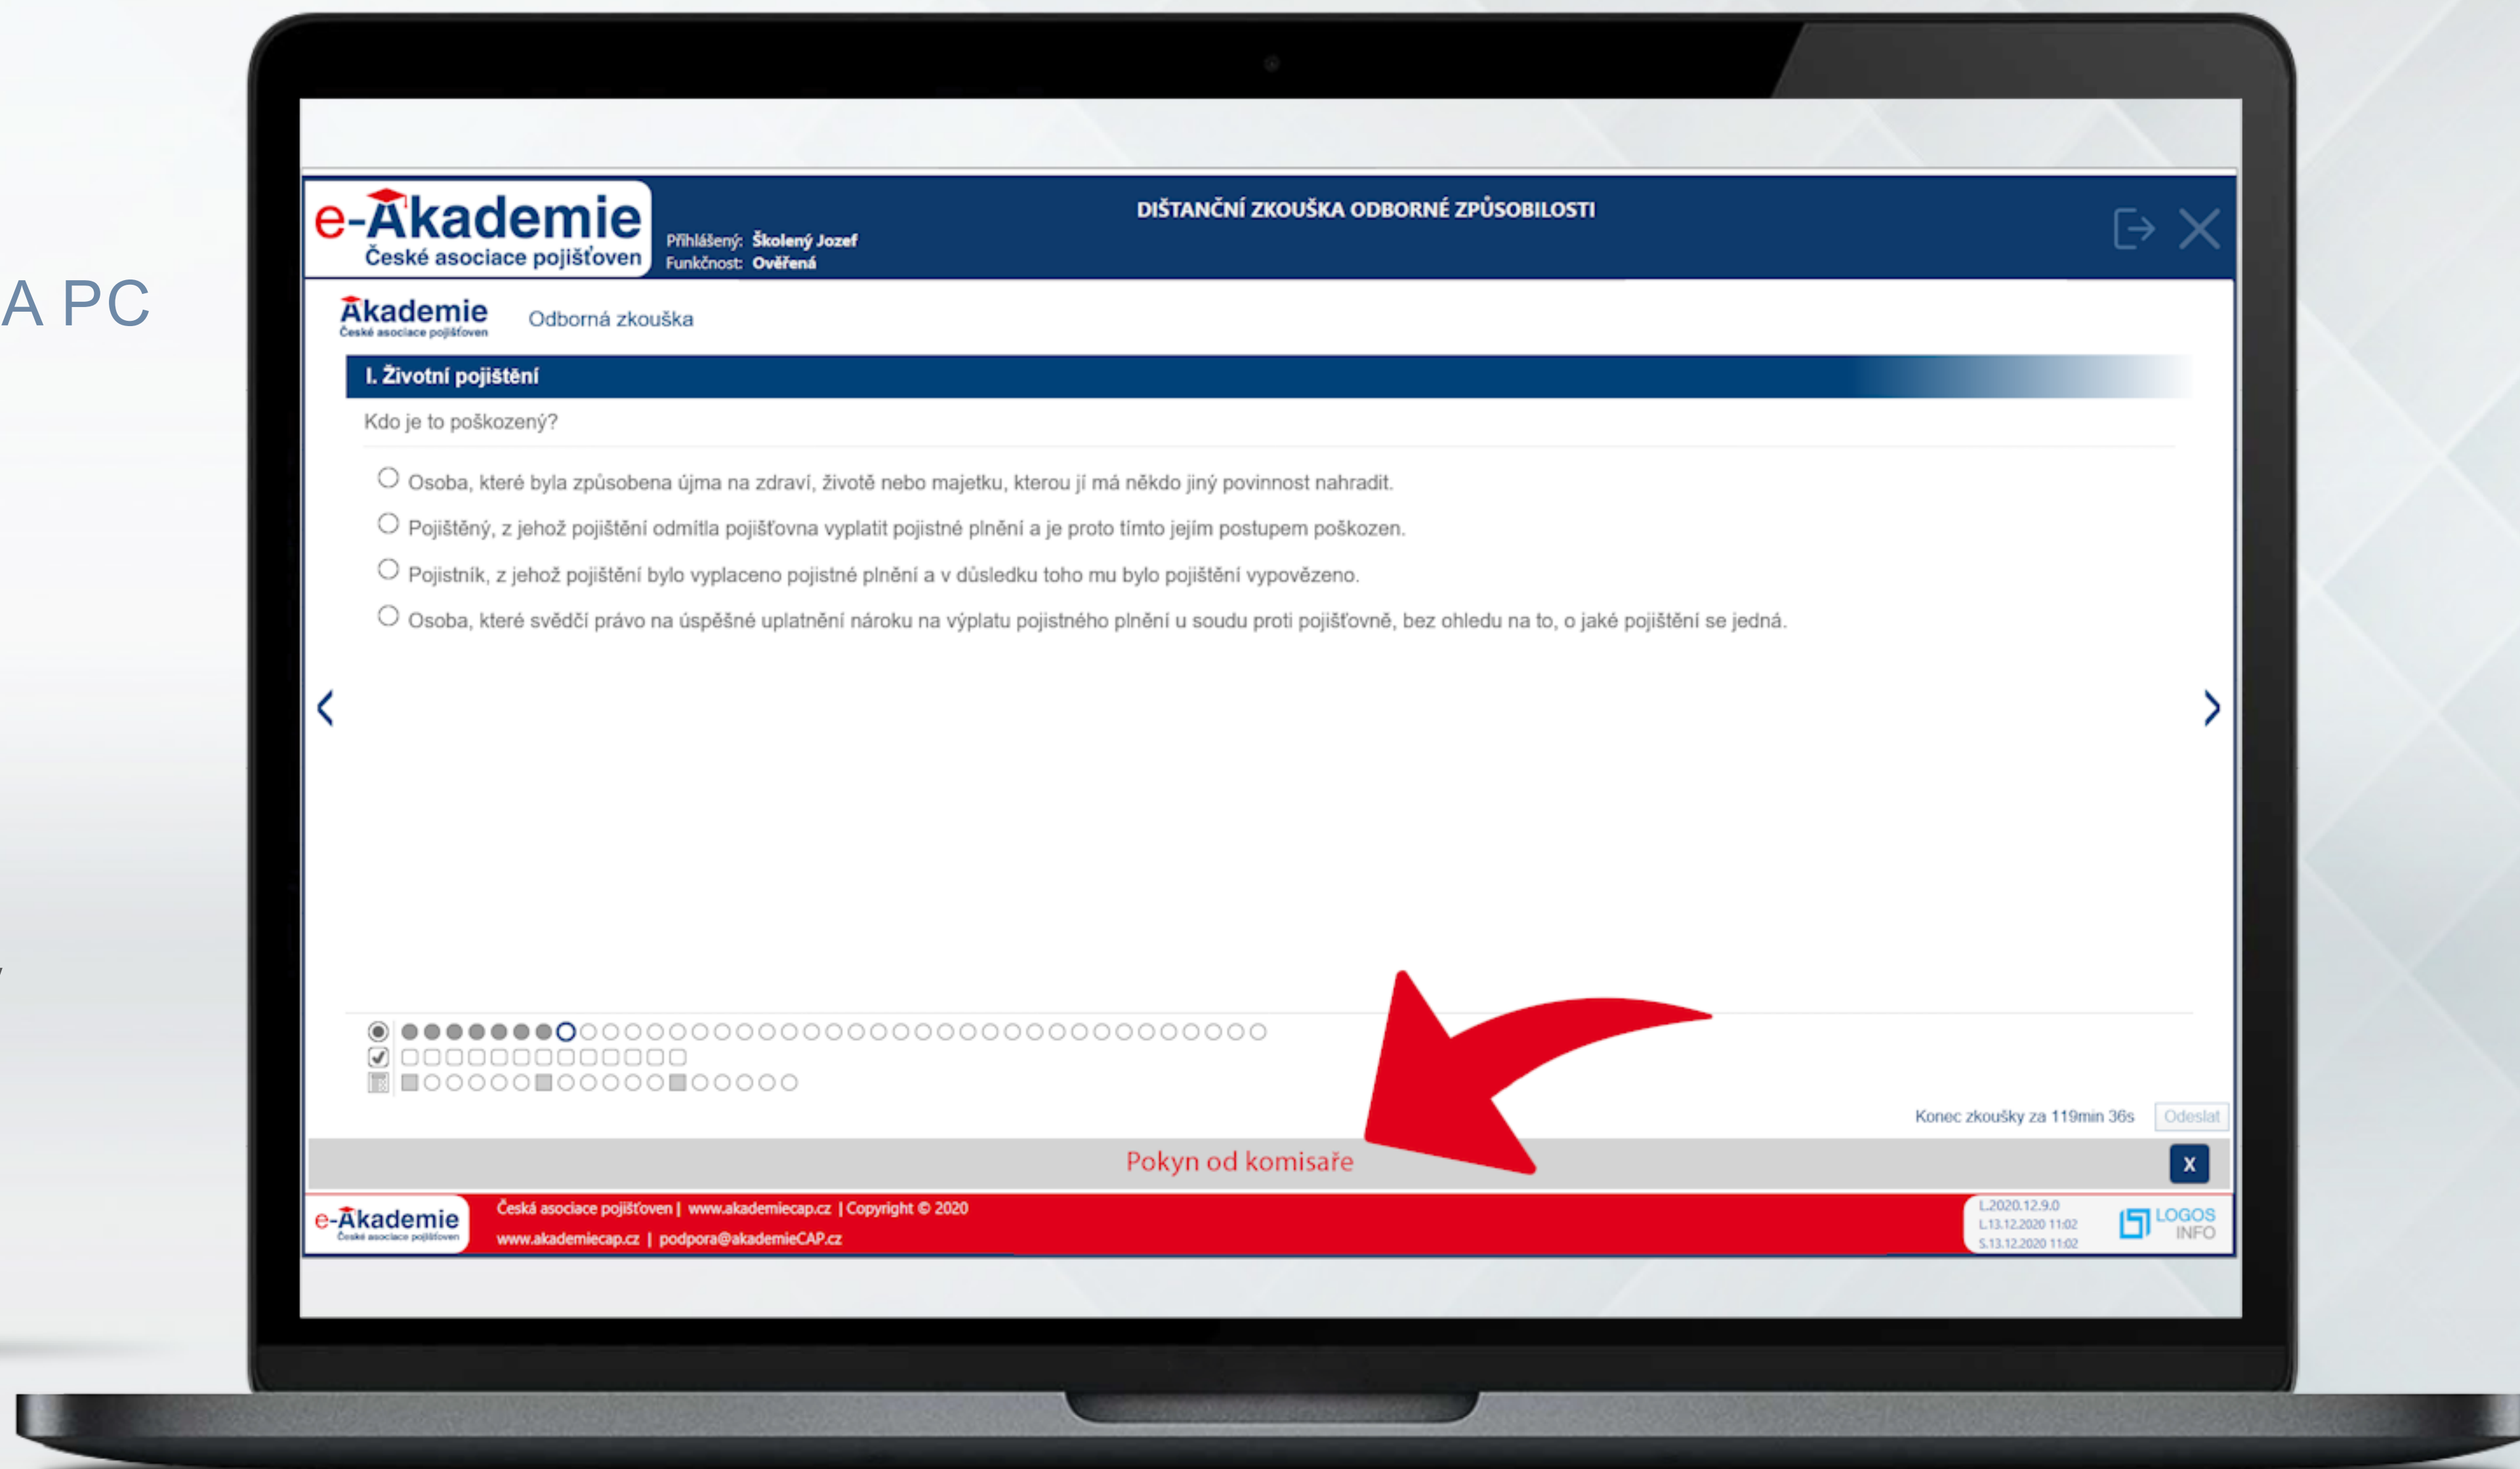 A PC
e-Akademie
České asociace pojišťoven
Přihlášený: Školený Jozef
Funkčnost: Ověřená
DIŠTANČNÍ ZKOUŠKA ODBORNÉ ZPŮSOBILOSTI
Akademie
České asociace pojišťoven
Odborná zkouška
I. Životní pojištění
Kdo je to poškozený?
Osoba, které byla způsobena újma na zdraví, životě nebo majetku, kterou jí má někdo jiný povinnost nahradit.
Pojištěný, z jehož pojištění odmítla pojišťovna vyplatit pojistné plnění a je proto tímto jejím postupem poškozen.
Pojistník, z jehož pojištění bylo vyplaceno pojistné plnění a v důsledku toho mu bylo pojištění vypovězeno.
Osoba, které svědčí právo na úspěšné uplatnění nároku na výplatu pojistného plnění u soudu proti pojišťovně, bez ohledu na to, o jaké pojištění se jedná.
Konec zkoušky za 119min 36s
Odeslat
Pokyn od komisaře
X
e-Akademie
České asociace pojišťoven
Česká asociace pojišťoven | www.akademiecap.cz | Copyright © 2020
www.akademiecap.cz | podpora@akademieCAP.cz
L.2020.12.9.0
L.13.12.2020 11:02
S.13.12.2020 11:02
LOGOS
INFO